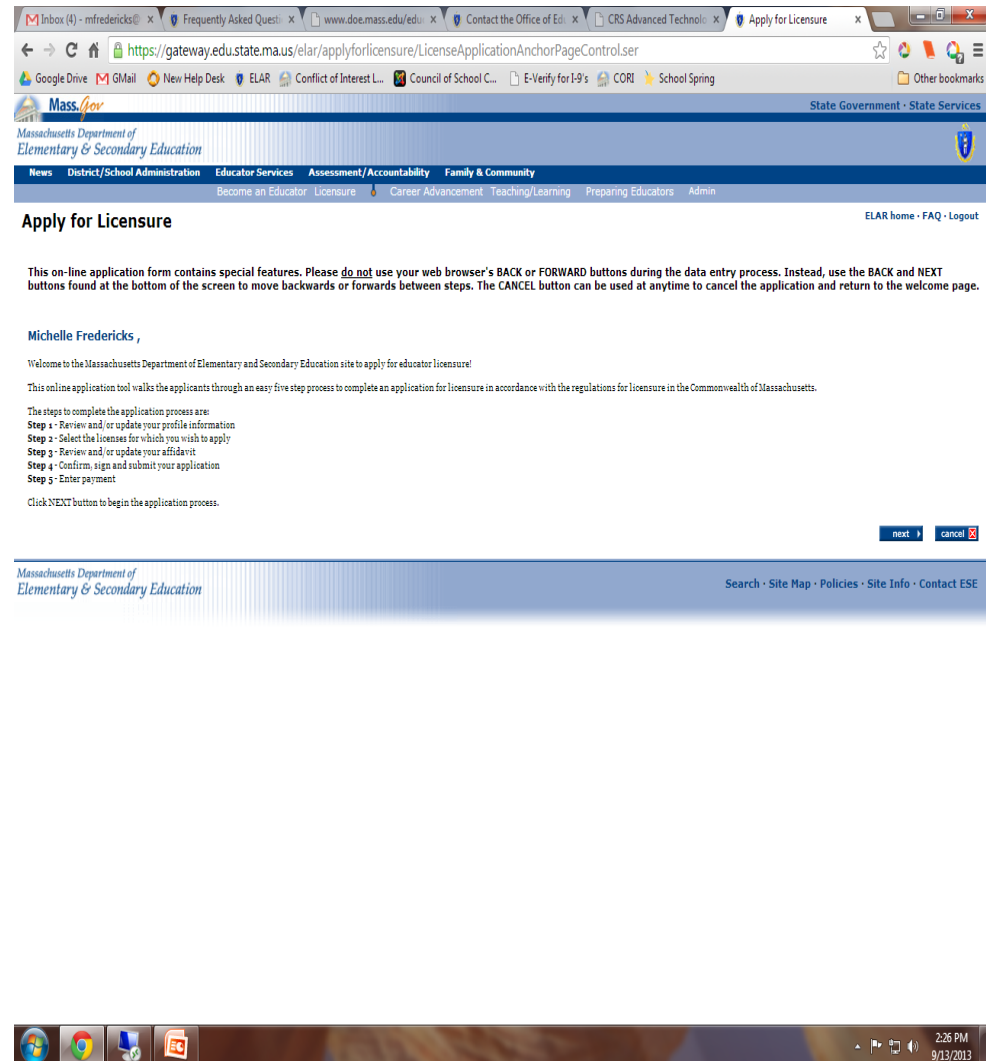 Inbox (4) - mfredericks@ Frequently Asked Questi www.doe.mass.edu/edu Contact the Office of Edu CRS Advanced Technolo Apply for Licensure
https://gateway.edu.state.ma.us/elar/applyforlicensure/LicenseApplicationAnchorPageControl.ser
Google Drive GMail New Help Desk ELAR Conflict of Interest L... Council of School C... E-Verify for I-9's CORI School Spring Other bookmarks
Mass.Gov State Government · State Services
Massachusetts Department of
Elementary & Secondary Education
News District/School Administration Educator Services Assessment/Accountability Family & Community
Become an Educator Licensure Career Advancement Teaching/Learning Preparing Educators Admin
Apply for Licensure ELAR home · FAQ · Logout
This on-line application form contains special features. Please do not use your web browser's BACK or FORWARD buttons during the data entry process. Instead, use the BACK and NEXT
buttons found at the bottom of the screen to move backwards or forwards between steps. The CANCEL button can be used at anytime to cancel the application and return to the welcome page.
Michelle Fredericks ,
Welcome to the Massachusetts Department of Elementary and Secondary Education site to apply for educator licensure!
This online application tool walks the applicants through an easy five step process to complete an application for licensure in accordance with the regulations for licensure in the Commonwealth of Massachusetts.
The steps to complete the application process are:
Step 1 - Review and/or update your profile information
Step 2 - Select the licenses for which you wish to apply
Step 3 - Review and/or update your affidavit
Step 4 - Confirm, sign and submit your application
Step 5 - Enter payment
Click NEXT button to begin the application process.
next cancel
Massachusetts Department of
Elementary & Secondary Education
Search · Site Map · Policies · Site Info · Contact ESE
2:26 PM
9/13/2013